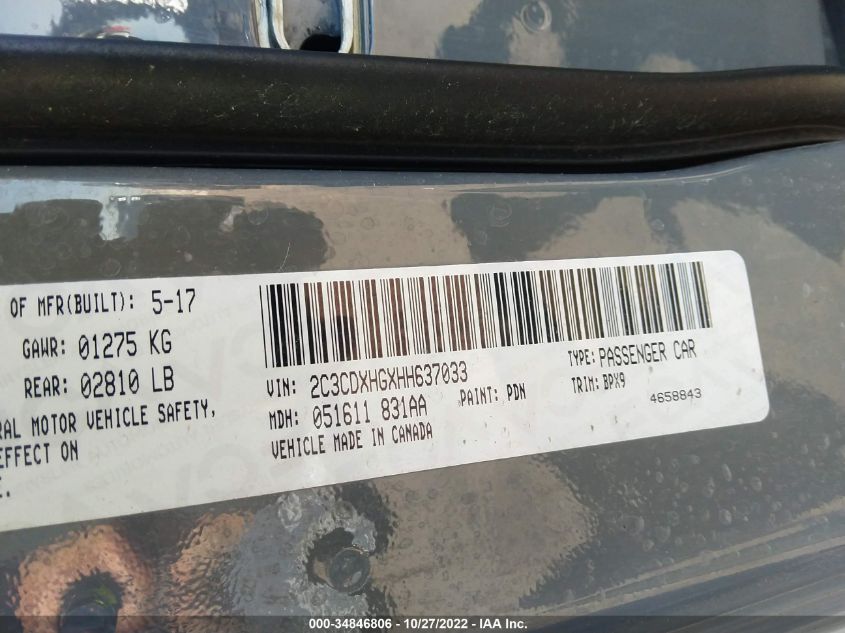 OF MFR(BUILT): 5-17
GAWR: 01275 KG
REAR: 02810 LB
RAL MOTOR VEHICLE SAFETY,
EFFECT ON
E.
VIN: 2C3CDXHGXHH637033
MDH: 051611 831AA
PAINT: PDN
VEHICLE MADE IN CANADA
TYPE: PASSENGER CAR
TRIM: BPX9
4658843
000-34846806 - 10/27/2022 - IAA Inc.